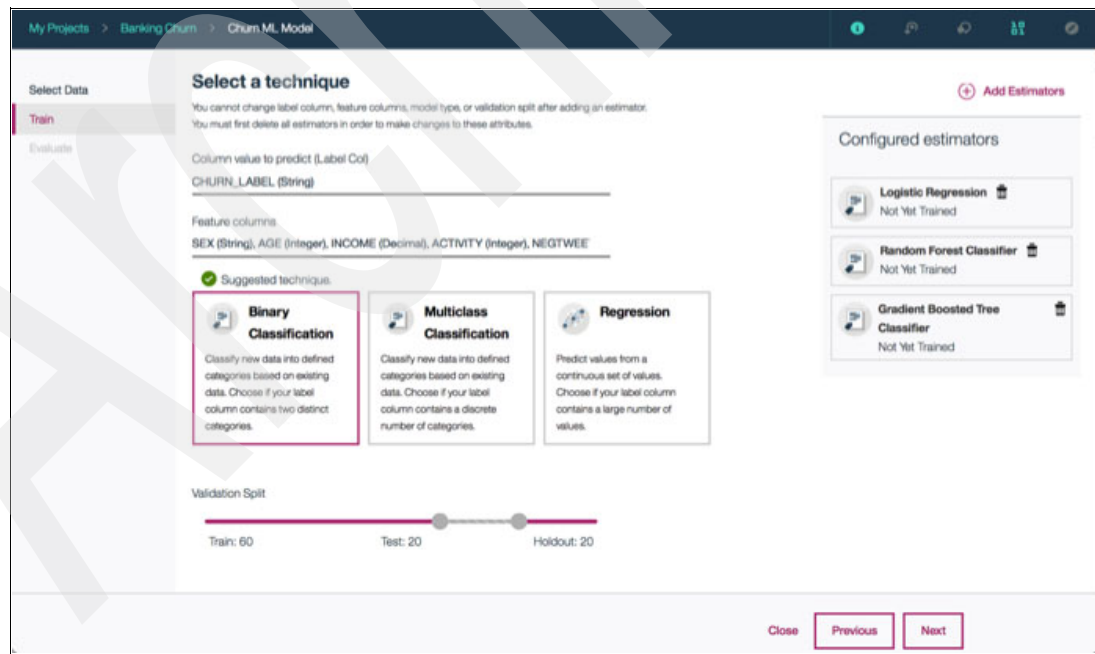 My Projects > Banking Churn > Churn ML Model
Select Data
Train
Evaluate
Select a technique
You cannot change label column, feature columns, model type, or validation split after adding an estimator.
You must first delete all estimators in order to make changes to these attributes.
Column value to predict (Label Col)
CHURN_LABEL (String)
Feature columns
SEX (String), AGE (Integer), INCOME (Decimal), ACTIVITY (Integer), NEGTWEE
Suggested technique.
Binary
Classification
Classify new data into defined
categories based on existing
data. Choose if your label
column contains two distinct
categories.
Multiclass
Classification
Classify new data into defined
categories based on existing
data. Choose if your label
column contains a discrete
number of categories.
Regression
Predict values from a
continuous set of values.
Choose if your label column
contains a large number of
values.
Validation Split
Train: 60
Test: 20
Holdout: 20
Add Estimators
Configured estimators
Logistic Regression
Not Yet Trained
Random Forest Classifier
Not Yet Trained
Gradient Boosted Tree
Classifier
Not Yet Trained
Close
Previous
Next